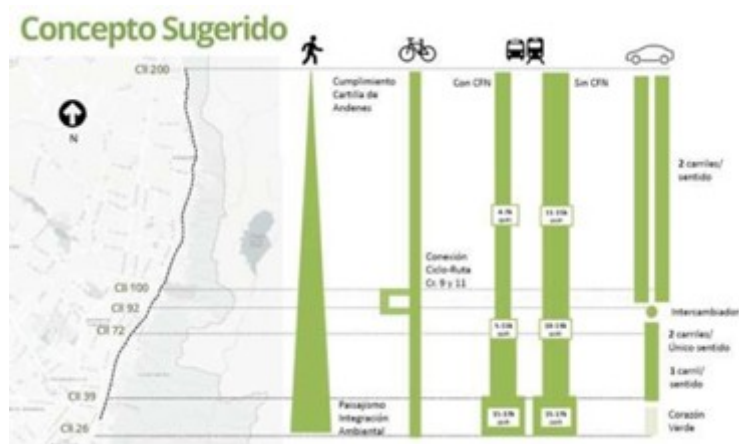 Concepto Sugerido
Cll 200
N
Cll 100
Cll 92
Cll 72
Cll 39
Cll 26
Cumplimiento
Cartilla de
Andenes
Paisajismo
Integración
Ambiental
Conexión
Ciclo-Ruta
Cr. 9 y 11
Con CFN
Sin CFN
2 carriles/
sentido
Intercambiador
2 carriles/
Único sentido
1 carril/
sentido
Corazón
Verde